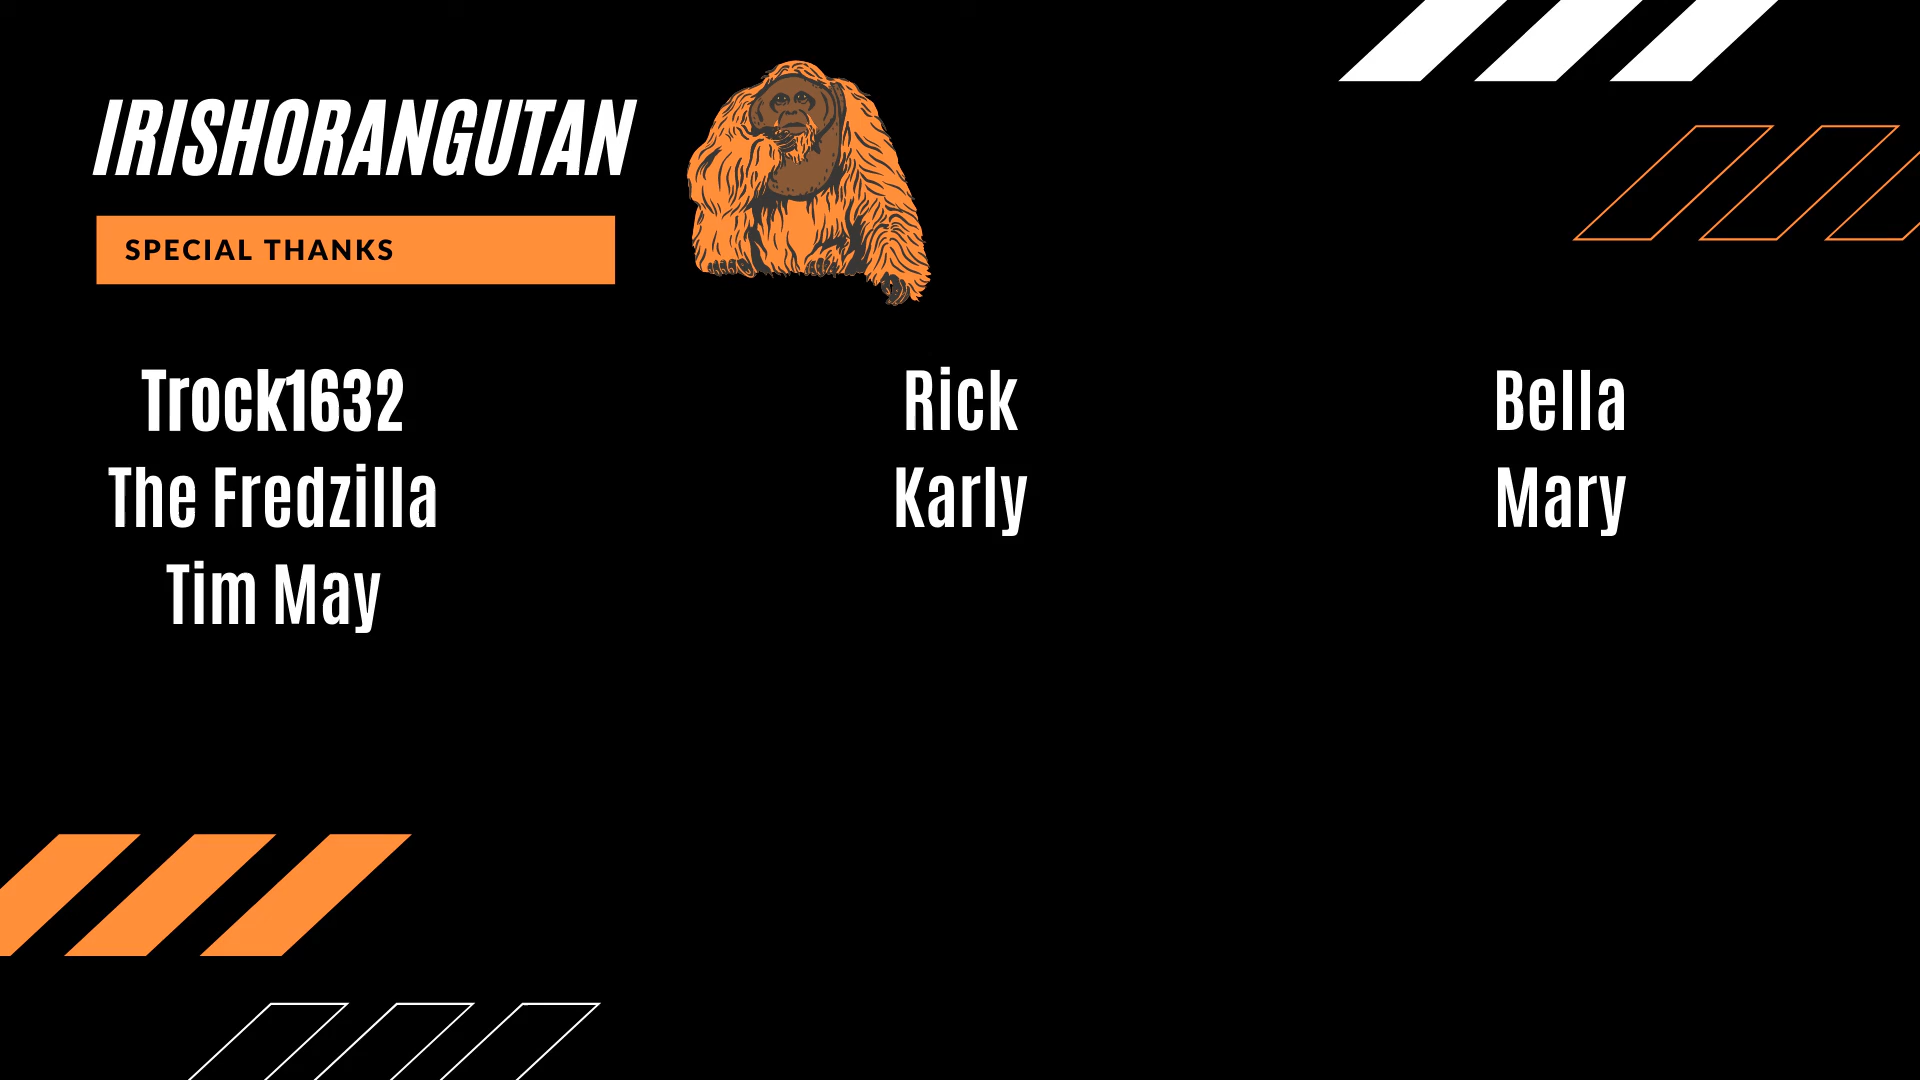 IRISHORANGUTAN
SPECIAL THANKS
Trock1632
The Fredzilla
Tim May
Rick
Karly
Bella
Mary